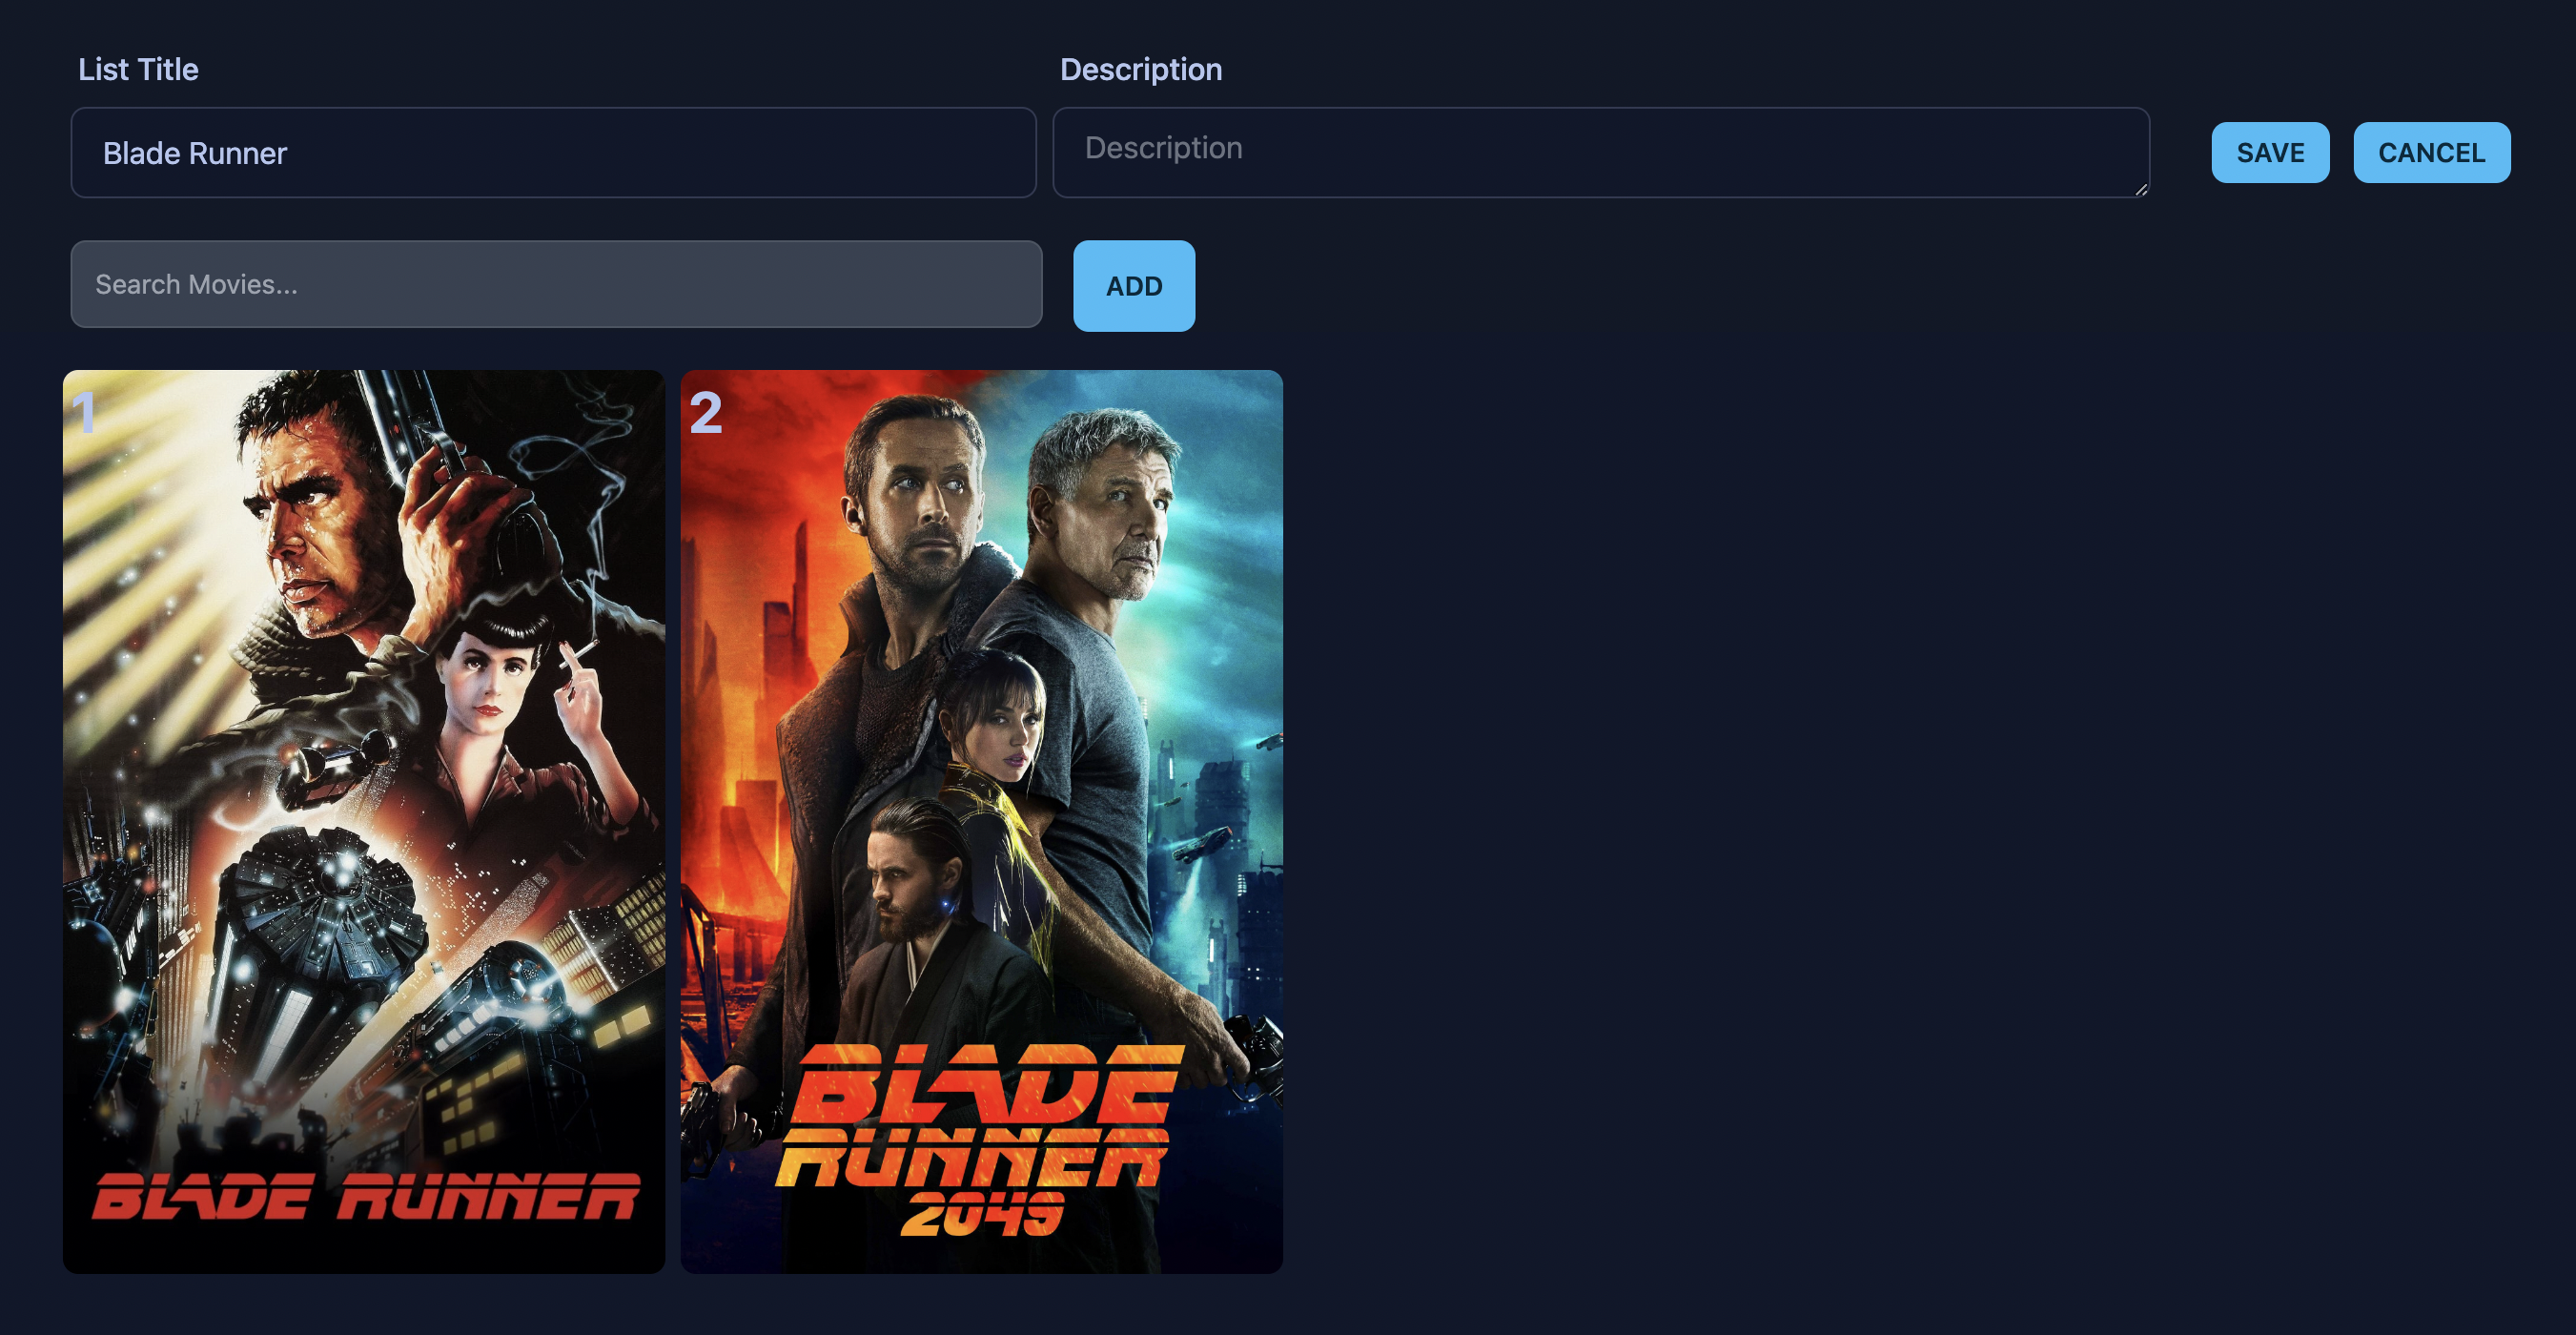 List Title
Description
Blade Runner
Description
SAVE
CANCEL
Search Movies...
ADD
1
2
BLADE RUNNER
BLADE
RUNNER
2049